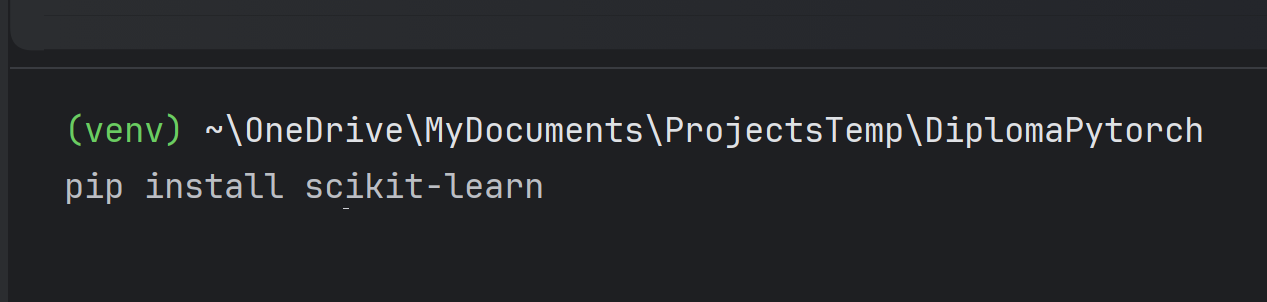 (venv) ~\OneDrive\MyDocuments\ProjectsTemp\DiplomaPytorch
pip install scikit-learn